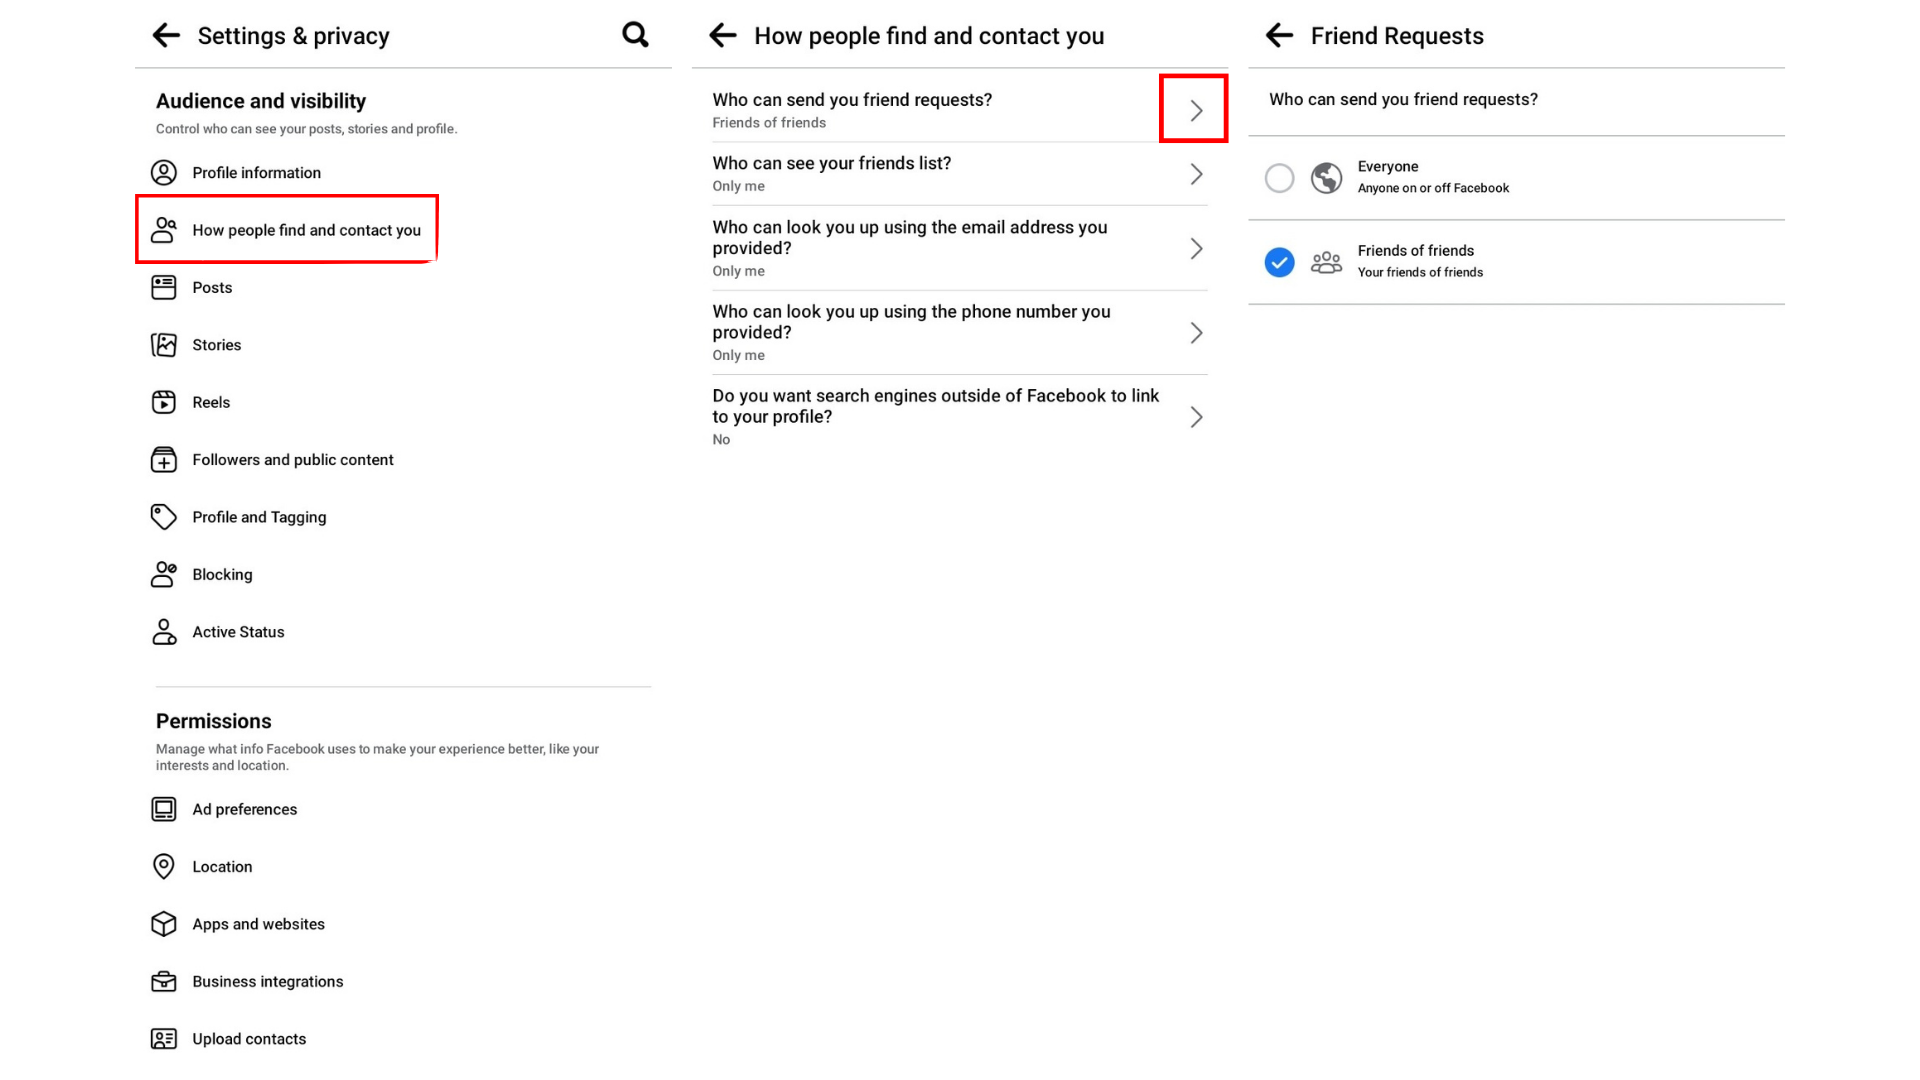 Settings & privacy
Audience and visibility
Control who can see your posts, stories and profile.
Profile information
How people find and contact you
Posts
Stories
Reels
Followers and public content
Profile and Tagging
Blocking
Active Status
Permissions
Manage what info Facebook uses to make your experience better, like your
interests and location.
Ad preferences
Location
Apps and websites
Business integrations
Upload contacts
How people find and contact you
Who can send you friend requests?
Friends of friends
Who can see your friends list?
Only me
Who can look you up using the email address you
provided?
Only me
Who can look you up using the phone number you
provided?
Only me
Do you want search engines outside of Facebook to link
to your profile?
No
Friend Requests
Who can send you friend requests?
Everyone
Anyone on or off Facebook
Friends of friends
Your friends of friends